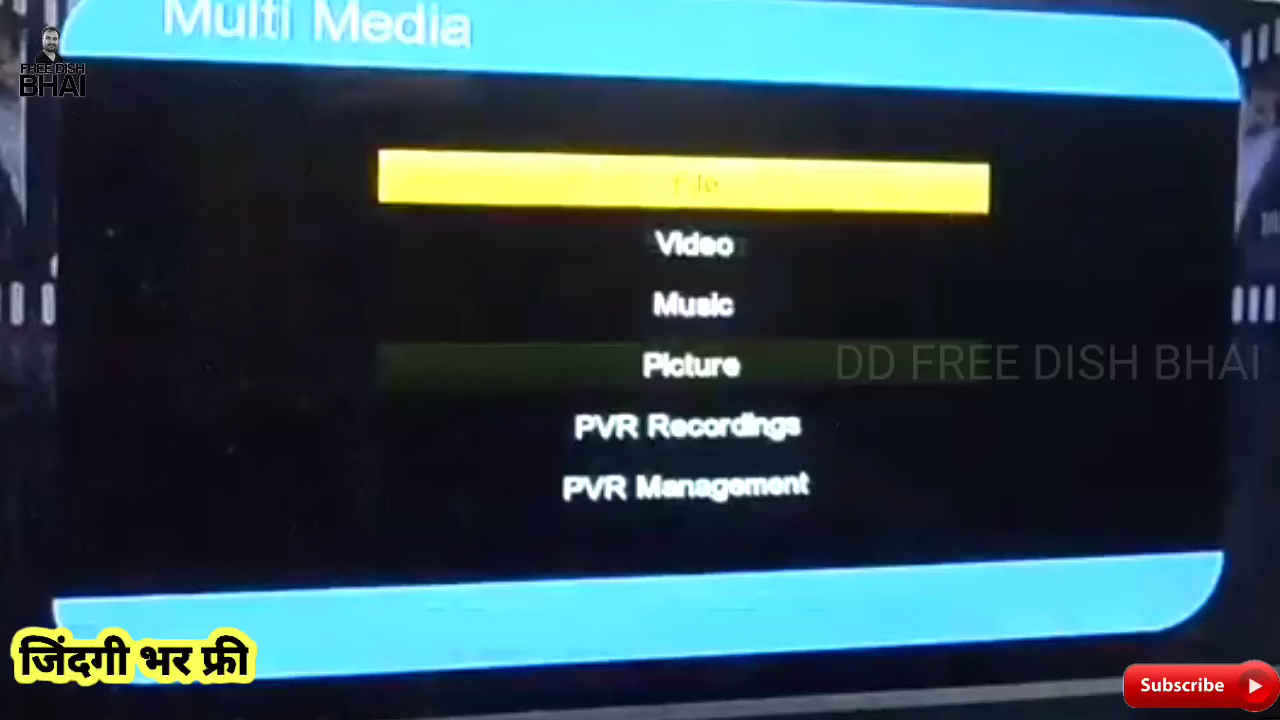 Multi Media
FREE DISH
BHAI
File
Video
Music
Picture
DD FREE DISH BHAI
PVR Recordings
PVR Management
जिंदगी भर फ्री
Subscribe